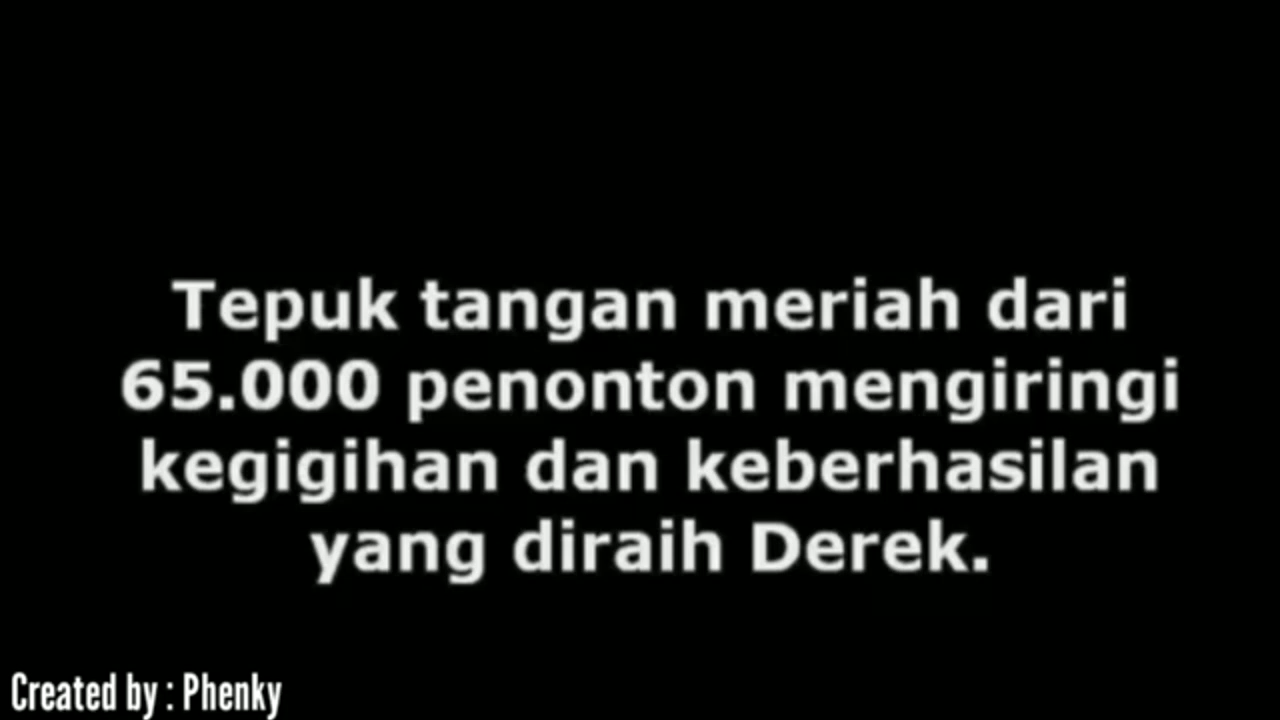 Tepuk tangan meriah dari
65.000 penonton mengiringi
kegigihan dan keberhasilan
yang diraih Derek.
Created by : Phenky